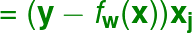 = (y − f_w(x))x_j